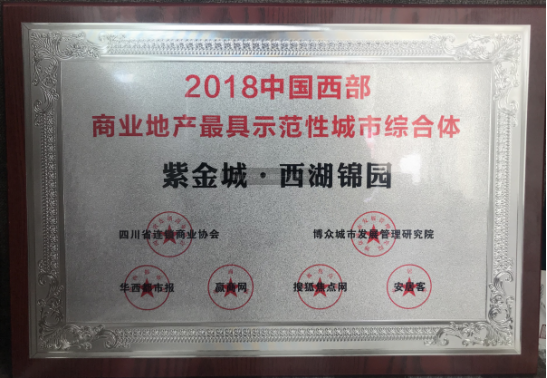 2018中国西部
商业地产最具示范性城市综合体
紫金城·西湖锦园
四川省连锁商业协会 博众城市发展管理研究院
华西都市报 赢商网 搜狐焦点网 安居客